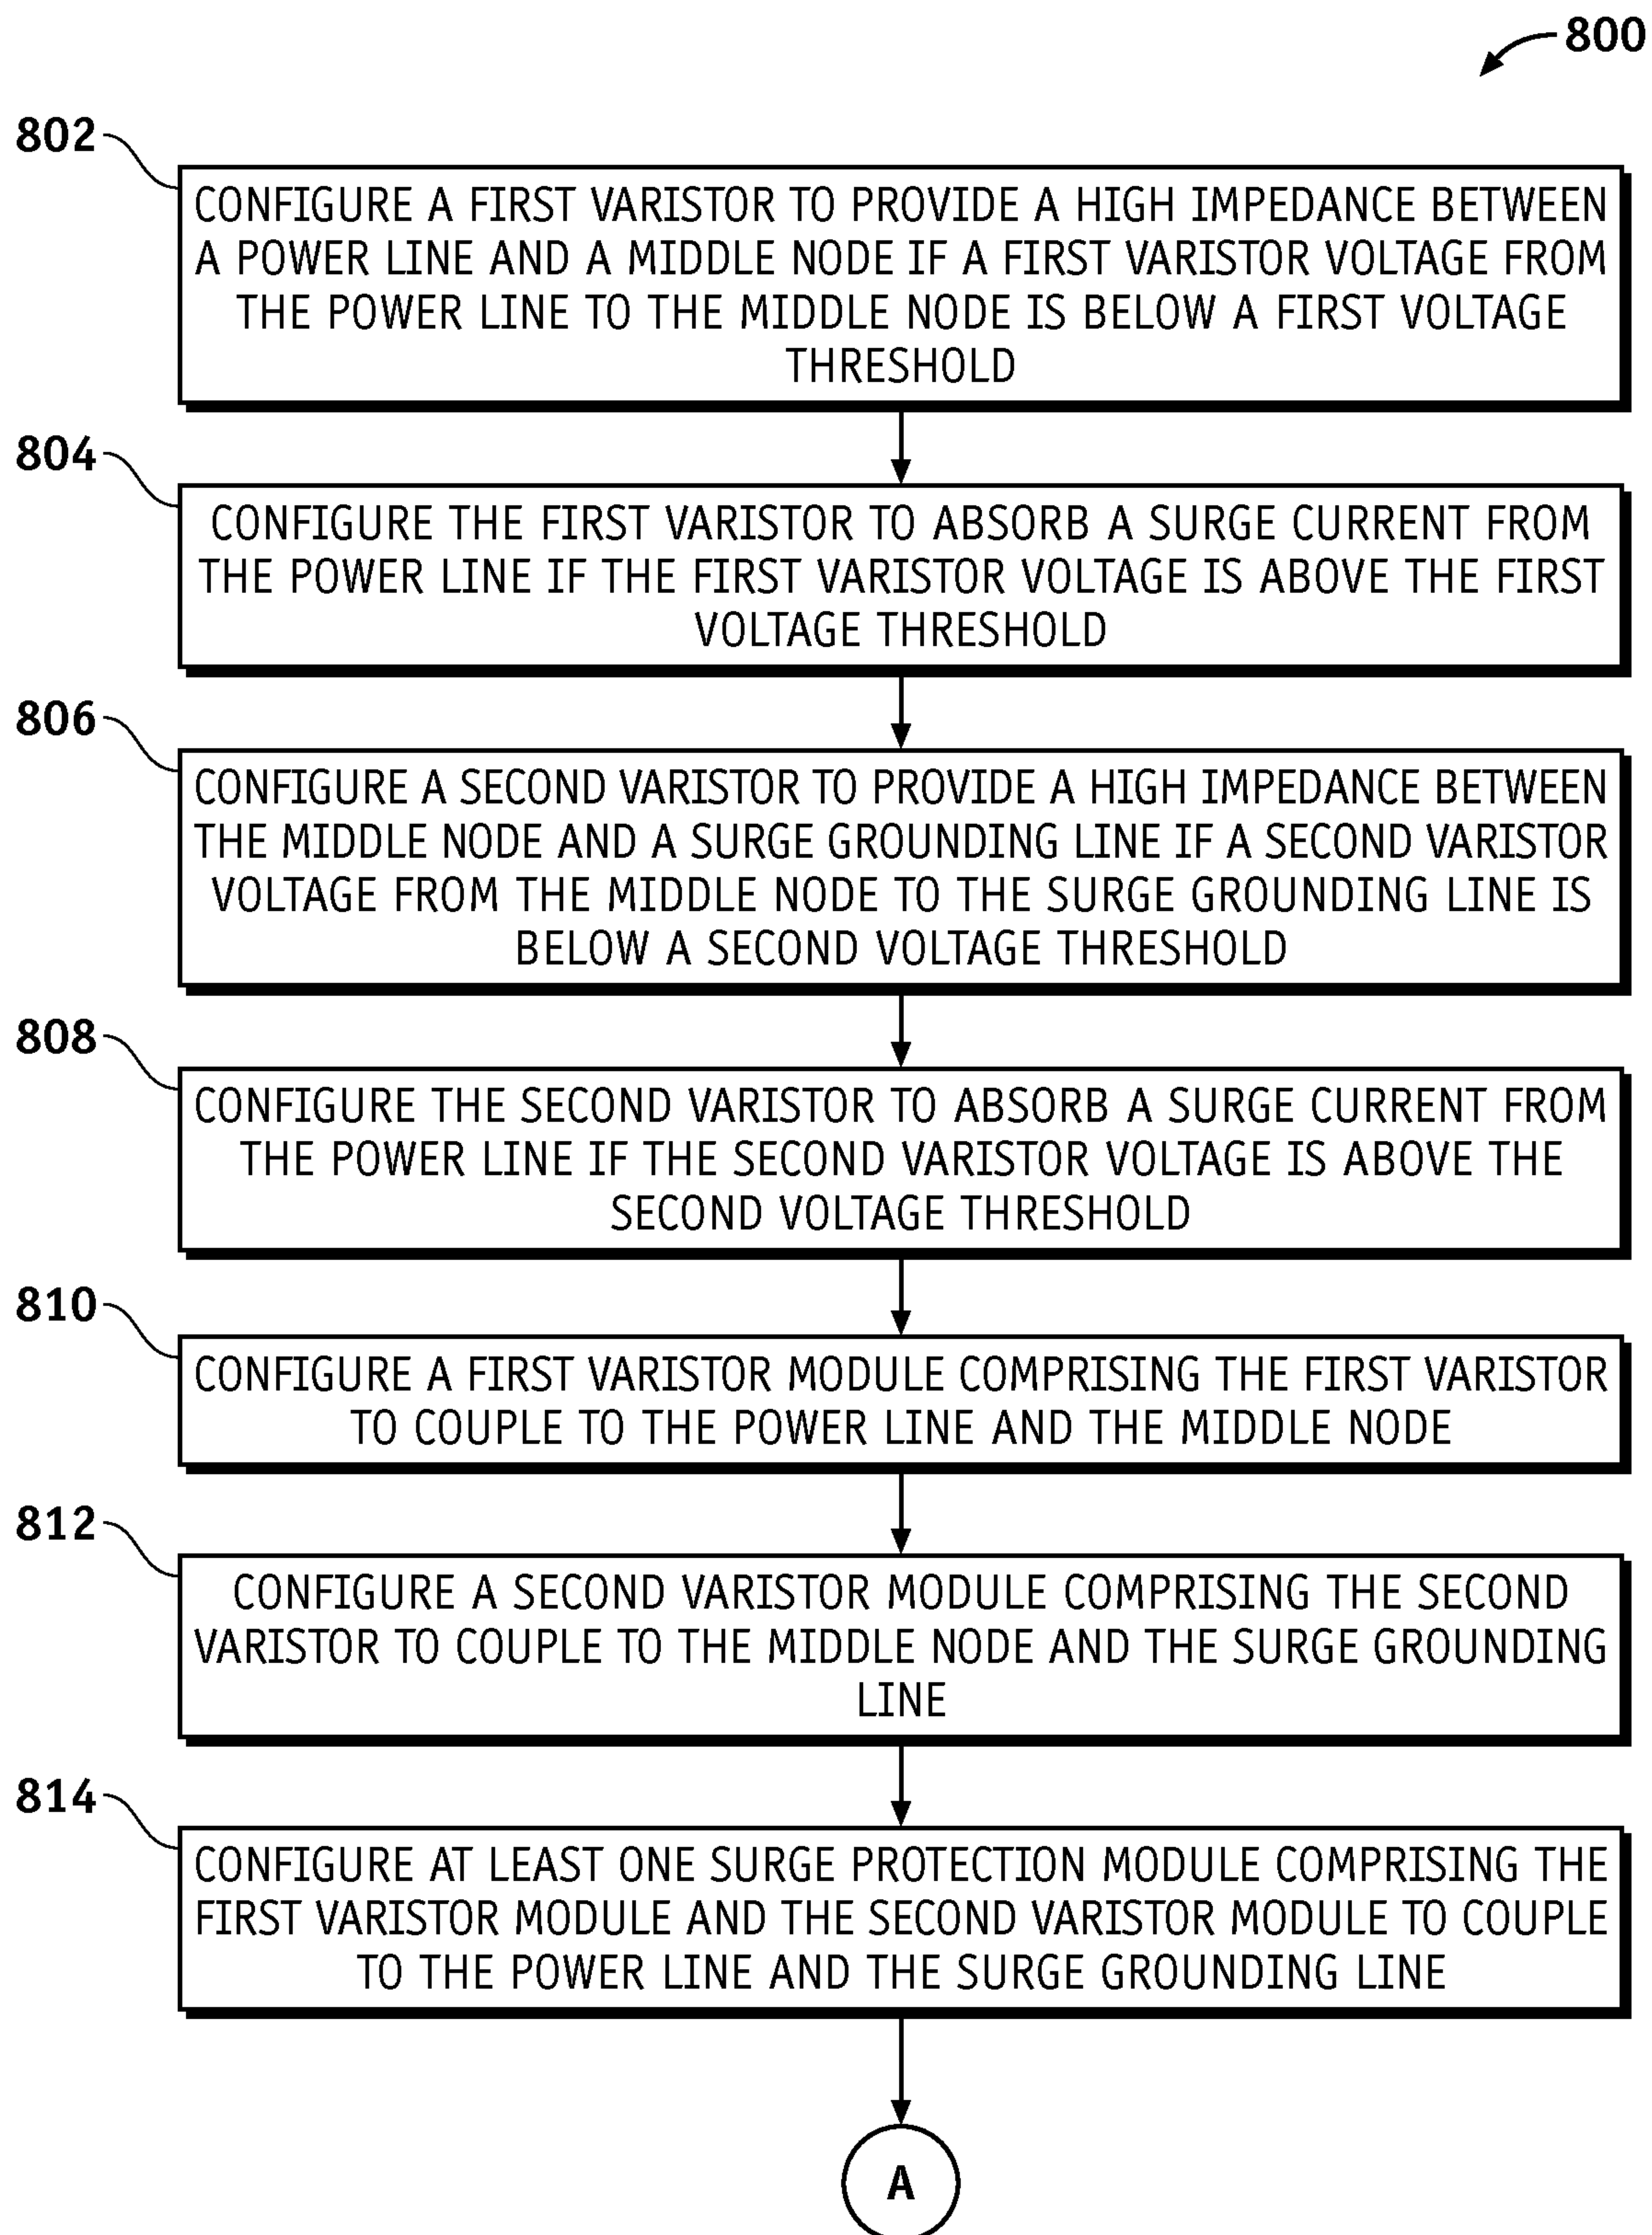 800
802
CONFIGURE A FIRST VARISTOR TO PROVIDE A HIGH IMPEDANCE BETWEEN
A POWER LINE AND A MIDDLE NODE IF A FIRST VARISTOR VOLTAGE FROM
THE POWER LINE TO THE MIDDLE NODE IS BELOW A FIRST VOLTAGE
THRESHOLD
804
CONFIGURE THE FIRST VARISTOR TO ABSORB A SURGE CURRENT FROM
THE POWER LINE IF THE FIRST VARISTOR VOLTAGE IS ABOVE THE FIRST
VOLTAGE THRESHOLD
806
CONFIGURE A SECOND VARISTOR TO PROVIDE A HIGH IMPEDANCE BETWEEN
THE MIDDLE NODE AND A SURGE GROUNDING LINE IF A SECOND VARISTOR
VOLTAGE FROM THE MIDDLE NODE TO THE SURGE GROUNDING LINE IS
BELOW A SECOND VOLTAGE THRESHOLD
808
CONFIGURE THE SECOND VARISTOR TO ABSORB A SURGE CURRENT FROM
THE POWER LINE IF THE SECOND VARISTOR VOLTAGE IS ABOVE THE
SECOND VOLTAGE THRESHOLD
810
CONFIGURE A FIRST VARISTOR MODULE COMPRISING THE FIRST VARISTOR
TO COUPLE TO THE POWER LINE AND THE MIDDLE NODE
812
CONFIGURE A SECOND VARISTOR MODULE COMPRISING THE SECOND
VARISTOR TO COUPLE TO THE MIDDLE NODE AND THE SURGE GROUNDING
LINE
814
CONFIGURE AT LEAST ONE SURGE PROTECTION MODULE COMPRISING THE
FIRST VARISTOR MODULE AND THE SECOND VARISTOR MODULE TO COUPLE
TO THE POWER LINE AND THE SURGE GROUNDING LINE
A